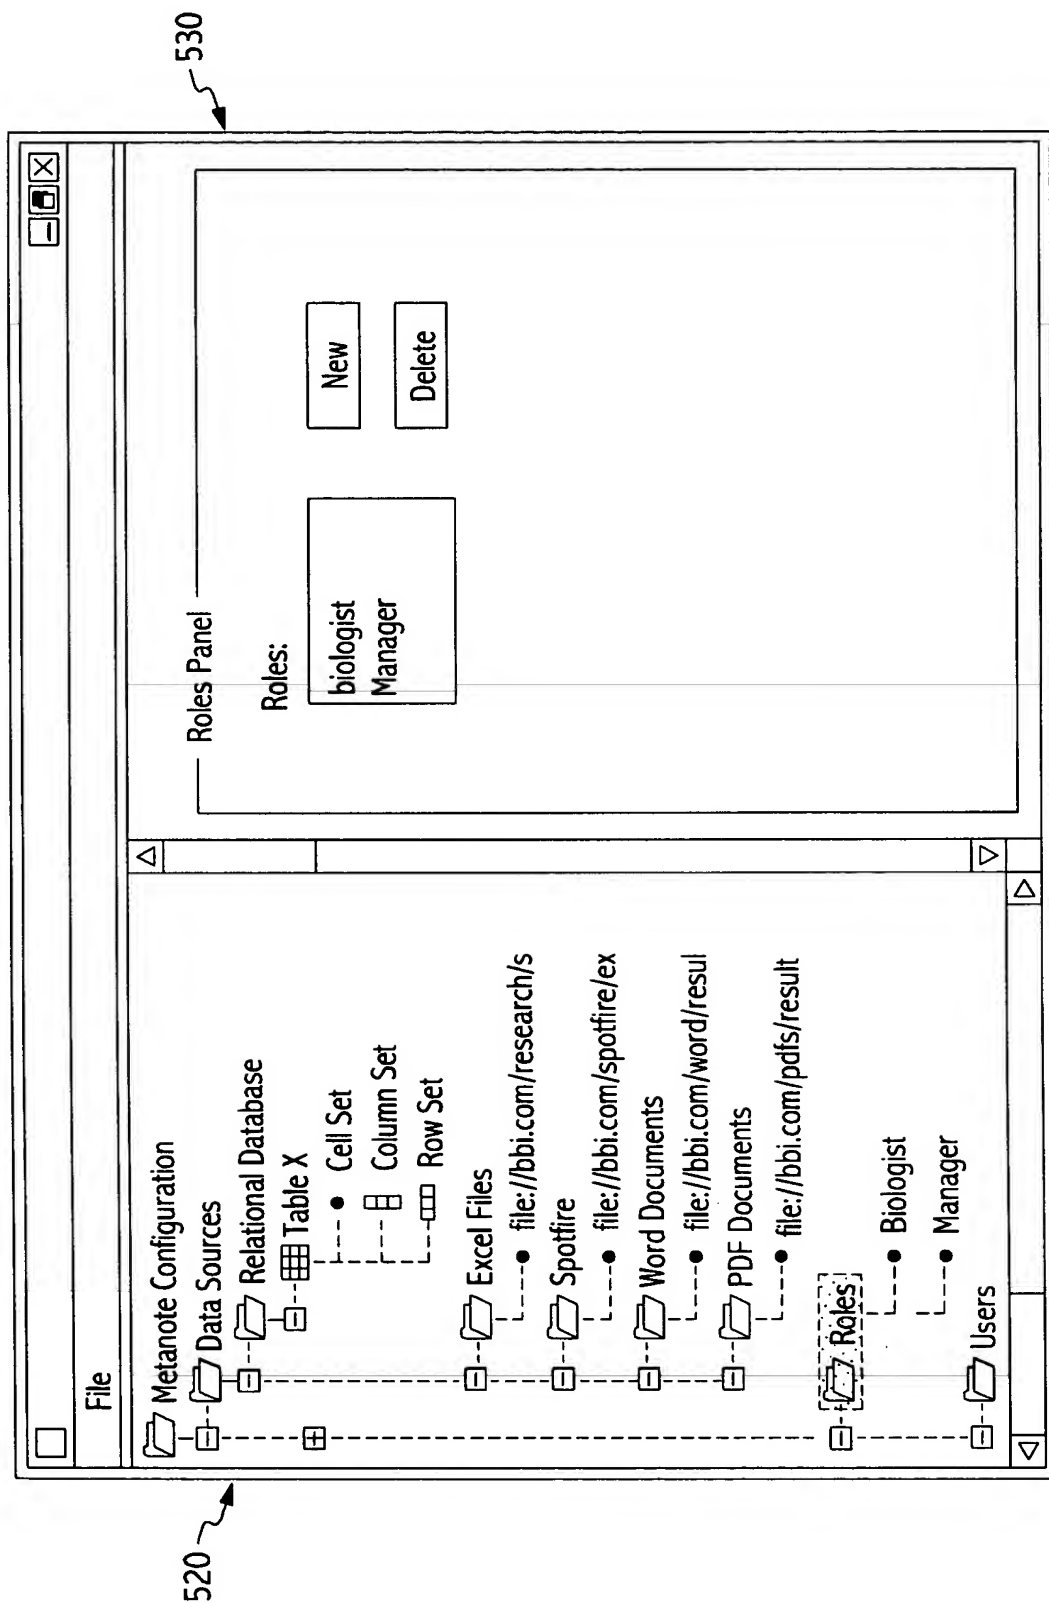 File
Metanote Configuration
Data Sources
Relational Database
Table X
Cell Set
Column Set
Row Set
Excel Files
file://bbi.com/research/s
Spotfire
file://bbi.com/spotfire/ex
Word Documents
file://bbi.com/word/resul
PDF Documents
file://bbi.com/pdfs/result
Roles
Biologist
Manager
Users
Roles Panel
Roles:
biologist
Manager
New
Delete
520
530